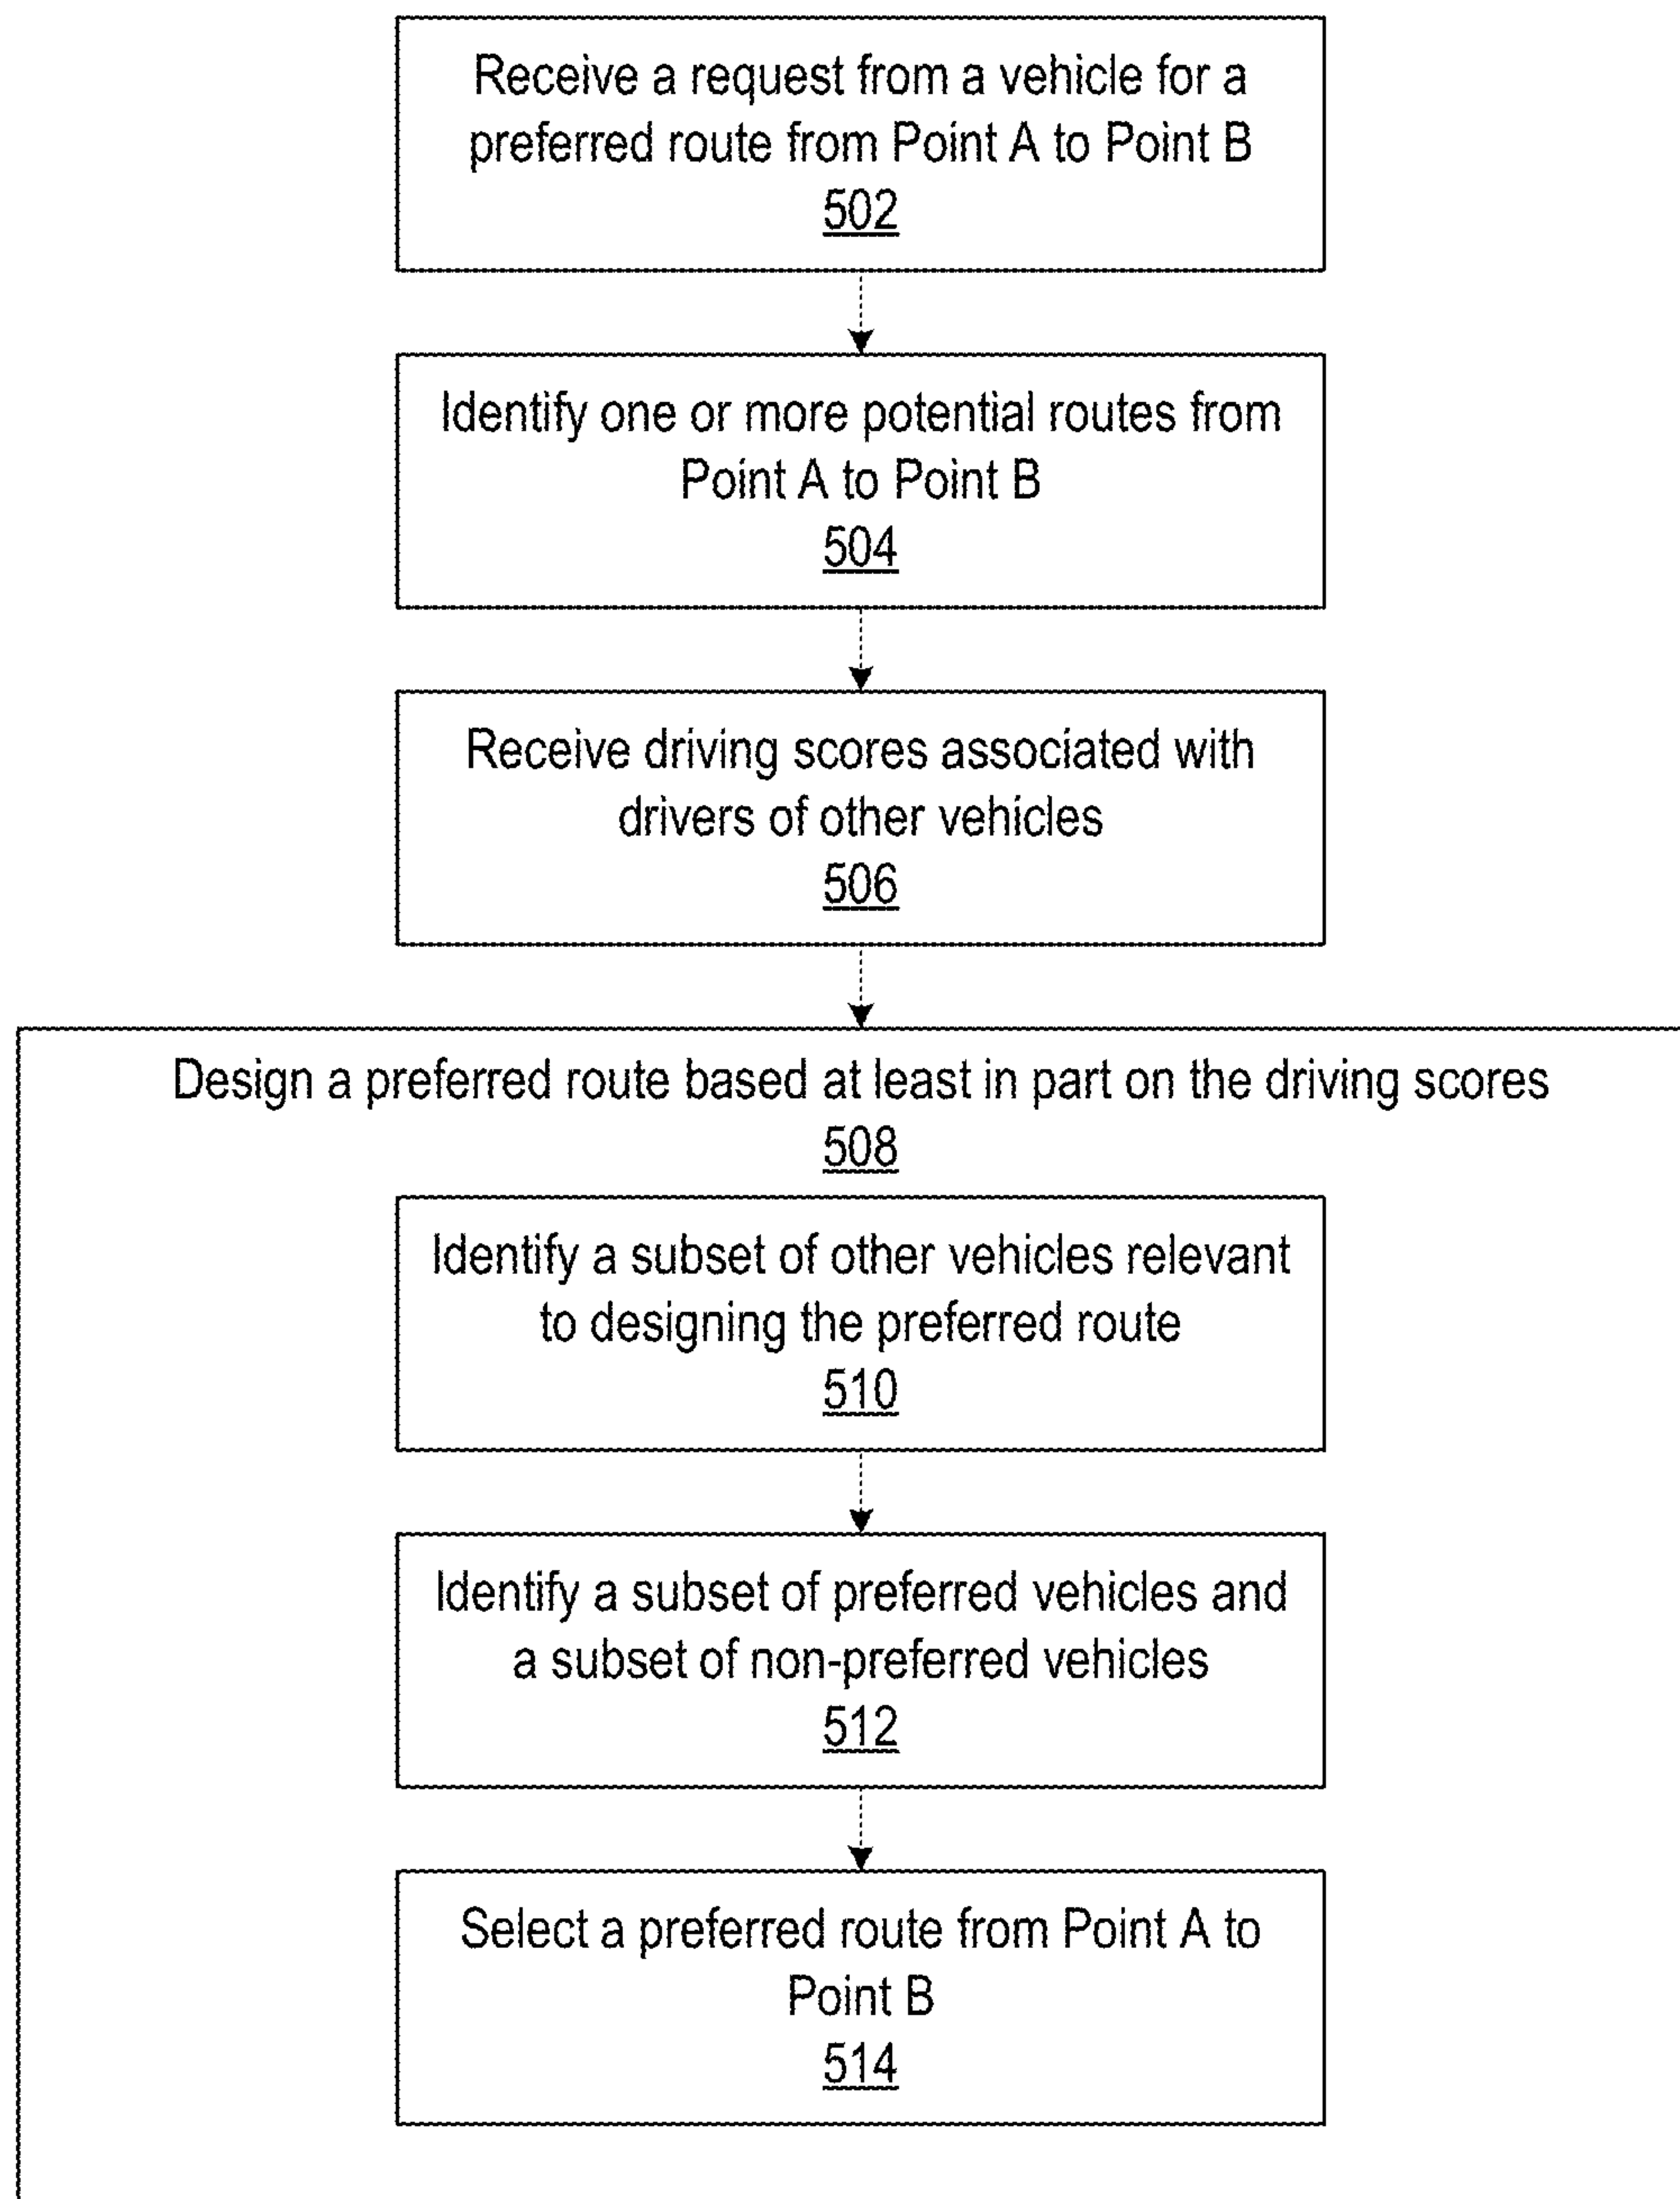 Receive a request from a vehicle for a
preferred route from Point A to Point B
502
Identify one or more potential routes from
Point A to Point B
504
Receive driving scores associated with
drivers of other vehicles
506
Design a preferred route based at least in part on the driving scores
508
Identify a subset of other vehicles relevant
to designing the preferred route
510
Identify a subset of preferred vehicles and
a subset of non-preferred vehicles
512
Select a preferred route from Point A to
Point B
514